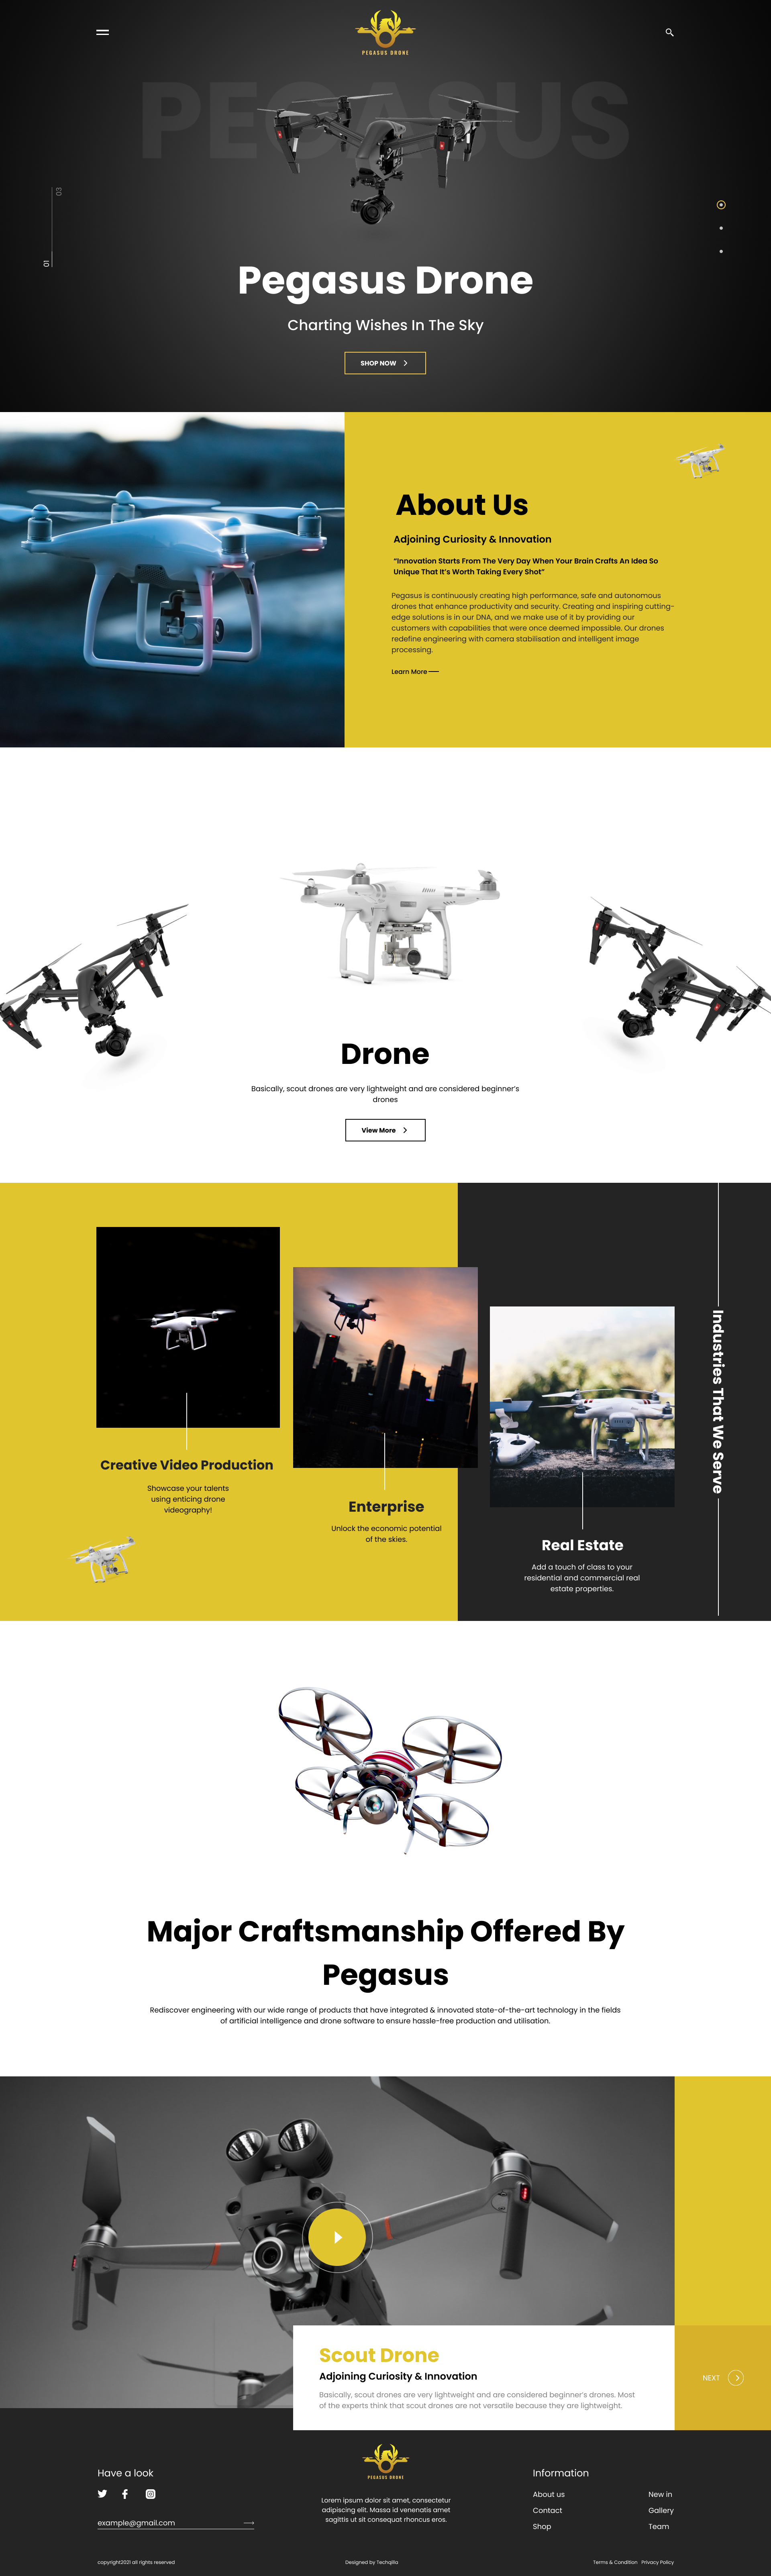 PEGASUS DRONE
PEGASUS
03
01
Pegasus Drone
Charting Wishes In The Sky
SHOP NOW
About Us
Adjoining Curiosity & Innovation
“Innovation Starts From The Very Day When Your Brain Crafts An Idea So
Unique That It’s Worth Taking Every Shot”
Pegasus is continuously creating high performance, safe and autonomous
drones that enhance productivity and security. Creating and inspiring cutting-
edge solutions is in our DNA, and we make use of it by providing our
customers with capabilities that were once deemed impossible. Our drones
redefine engineering with camera stabilisation and intelligent image
processing.
Learn More
Drone
Basically, scout drones are very lightweight and are considered beginner’s
drones
View More
Creative Video Production
Showcase your talents
using enticing drone
videography!
Enterprise
Unlock the economic potential
of the skies.
Real Estate
Add a touch of class to your
residential and commercial real
estate properties.
Industries That We Serve
Major Craftsmanship Offered By
Pegasus
Rediscover engineering with our wide range of products that have integrated & innovated state-of-the-art technology in the fields
of artificial intelligence and drone software to ensure hassle-free production and utilisation.
Scout Drone
Adjoining Curiosity & Innovation
Basically, scout drones are very lightweight and are considered beginner’s drones. Most
of the experts think that scout drones are not versatile because they are lightweight.
NEXT
Have a look
example@gmail.com
PEGASUS DRONE
Lorem ipsum dolor sit amet, consectetur
adipiscing elit. Massa id venenatis amet
sagittis ut sit consequat rhoncus eros.
Information
About us
New in
Contact
Gallery
Shop
Team
copyright2021 all rights reserved
Designed by Techqilla
Terms & Condition
Privacy Policy